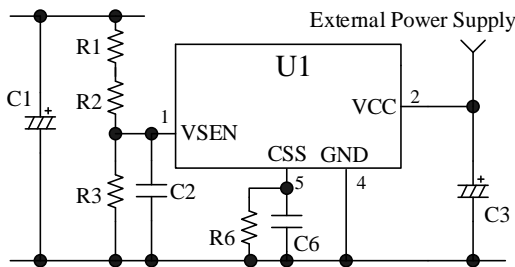 External Power Supply
R1
U1
C1
R2
1
2
VCC
VSEN
CSS
GND
R3
C2
5
4
R6
C6
C3
+
+